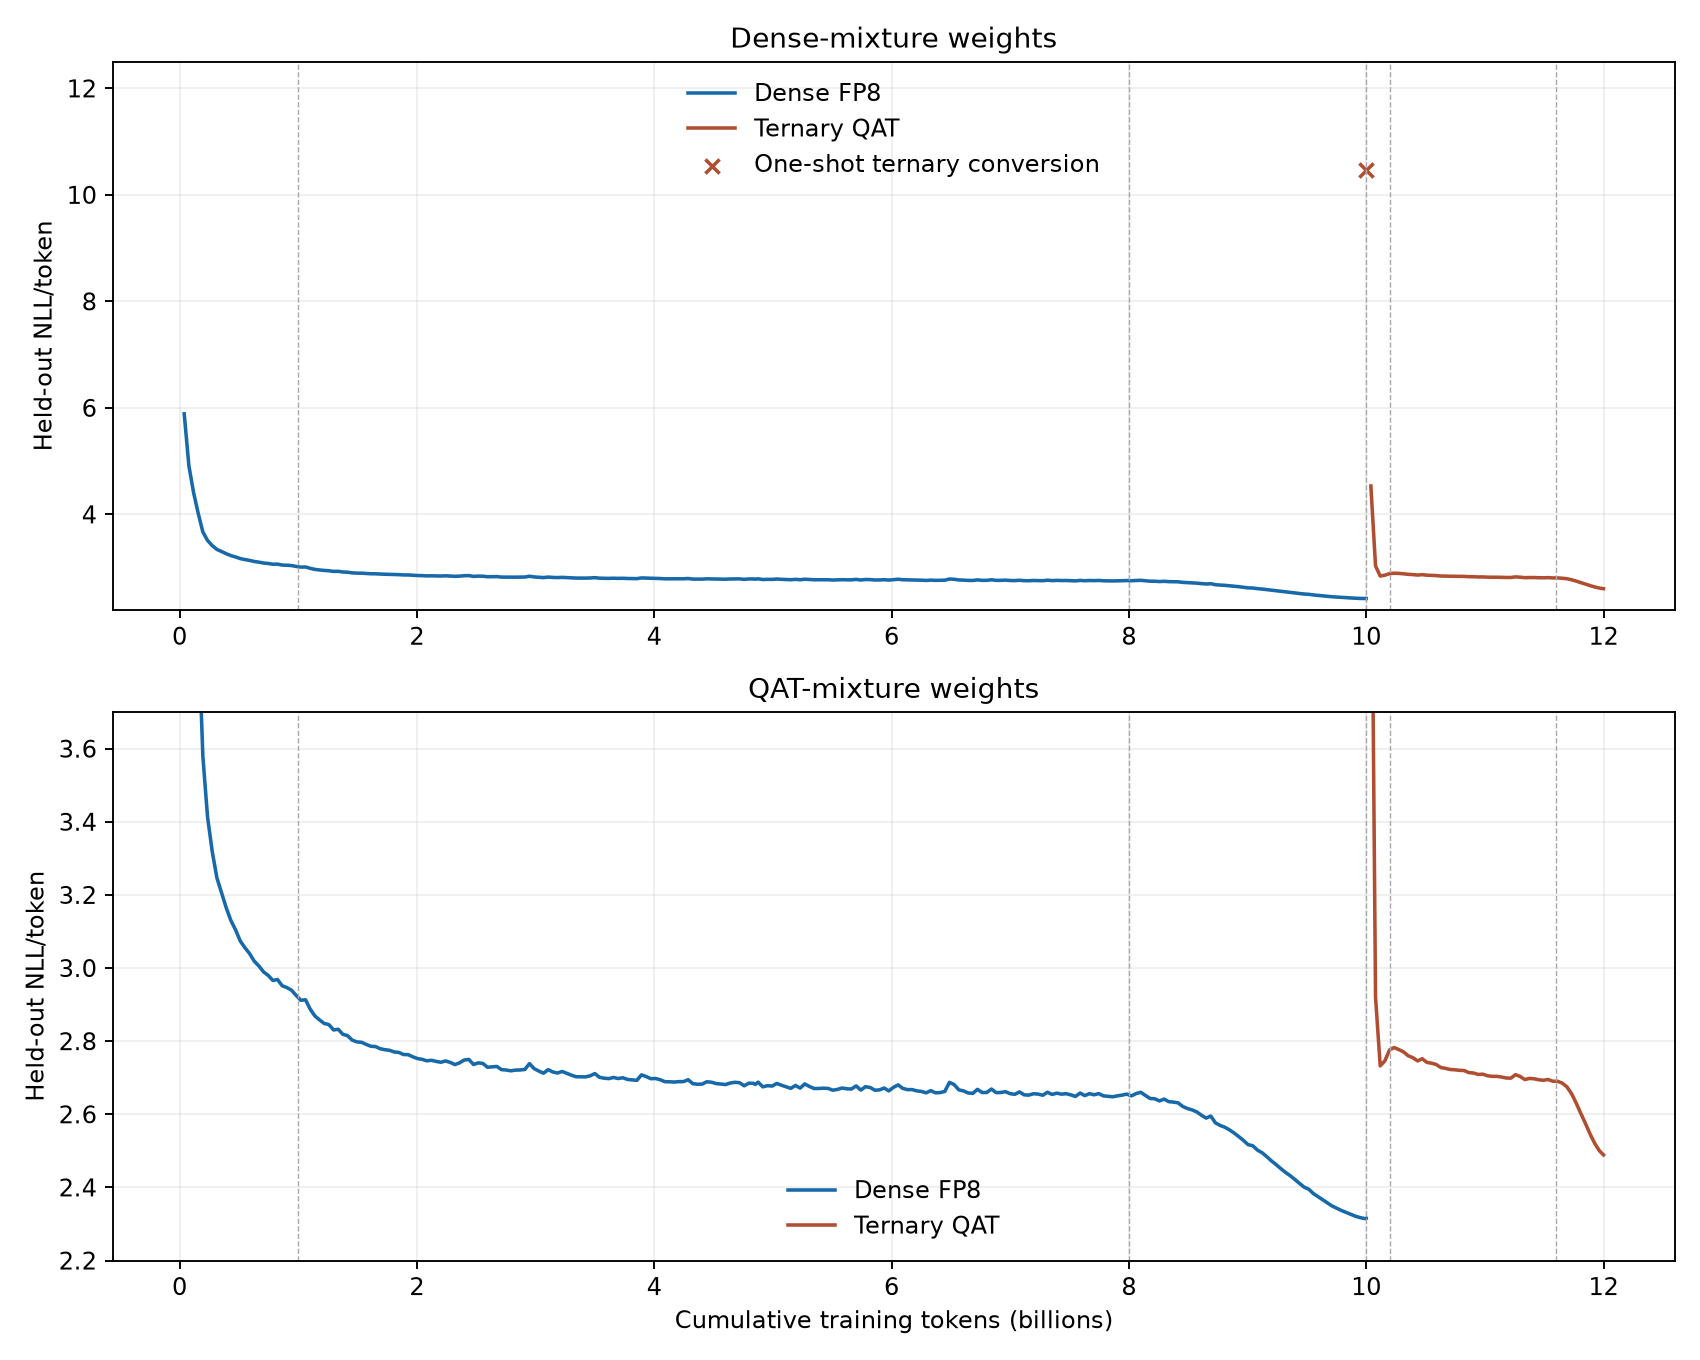 Dense-mixture weights
Dense FP8
Ternary QAT
One-shot ternary conversion
Held-out NLL/token
12
10
8
6
4
0 2 4 6 8 10 12
QAT-mixture weights
Held-out NLL/token
3.6
3.4
3.2
3.0
2.8
2.6
2.4
2.2
Dense FP8
Ternary QAT
0 2 4 6 8 10 12
Cumulative training tokens (billions)